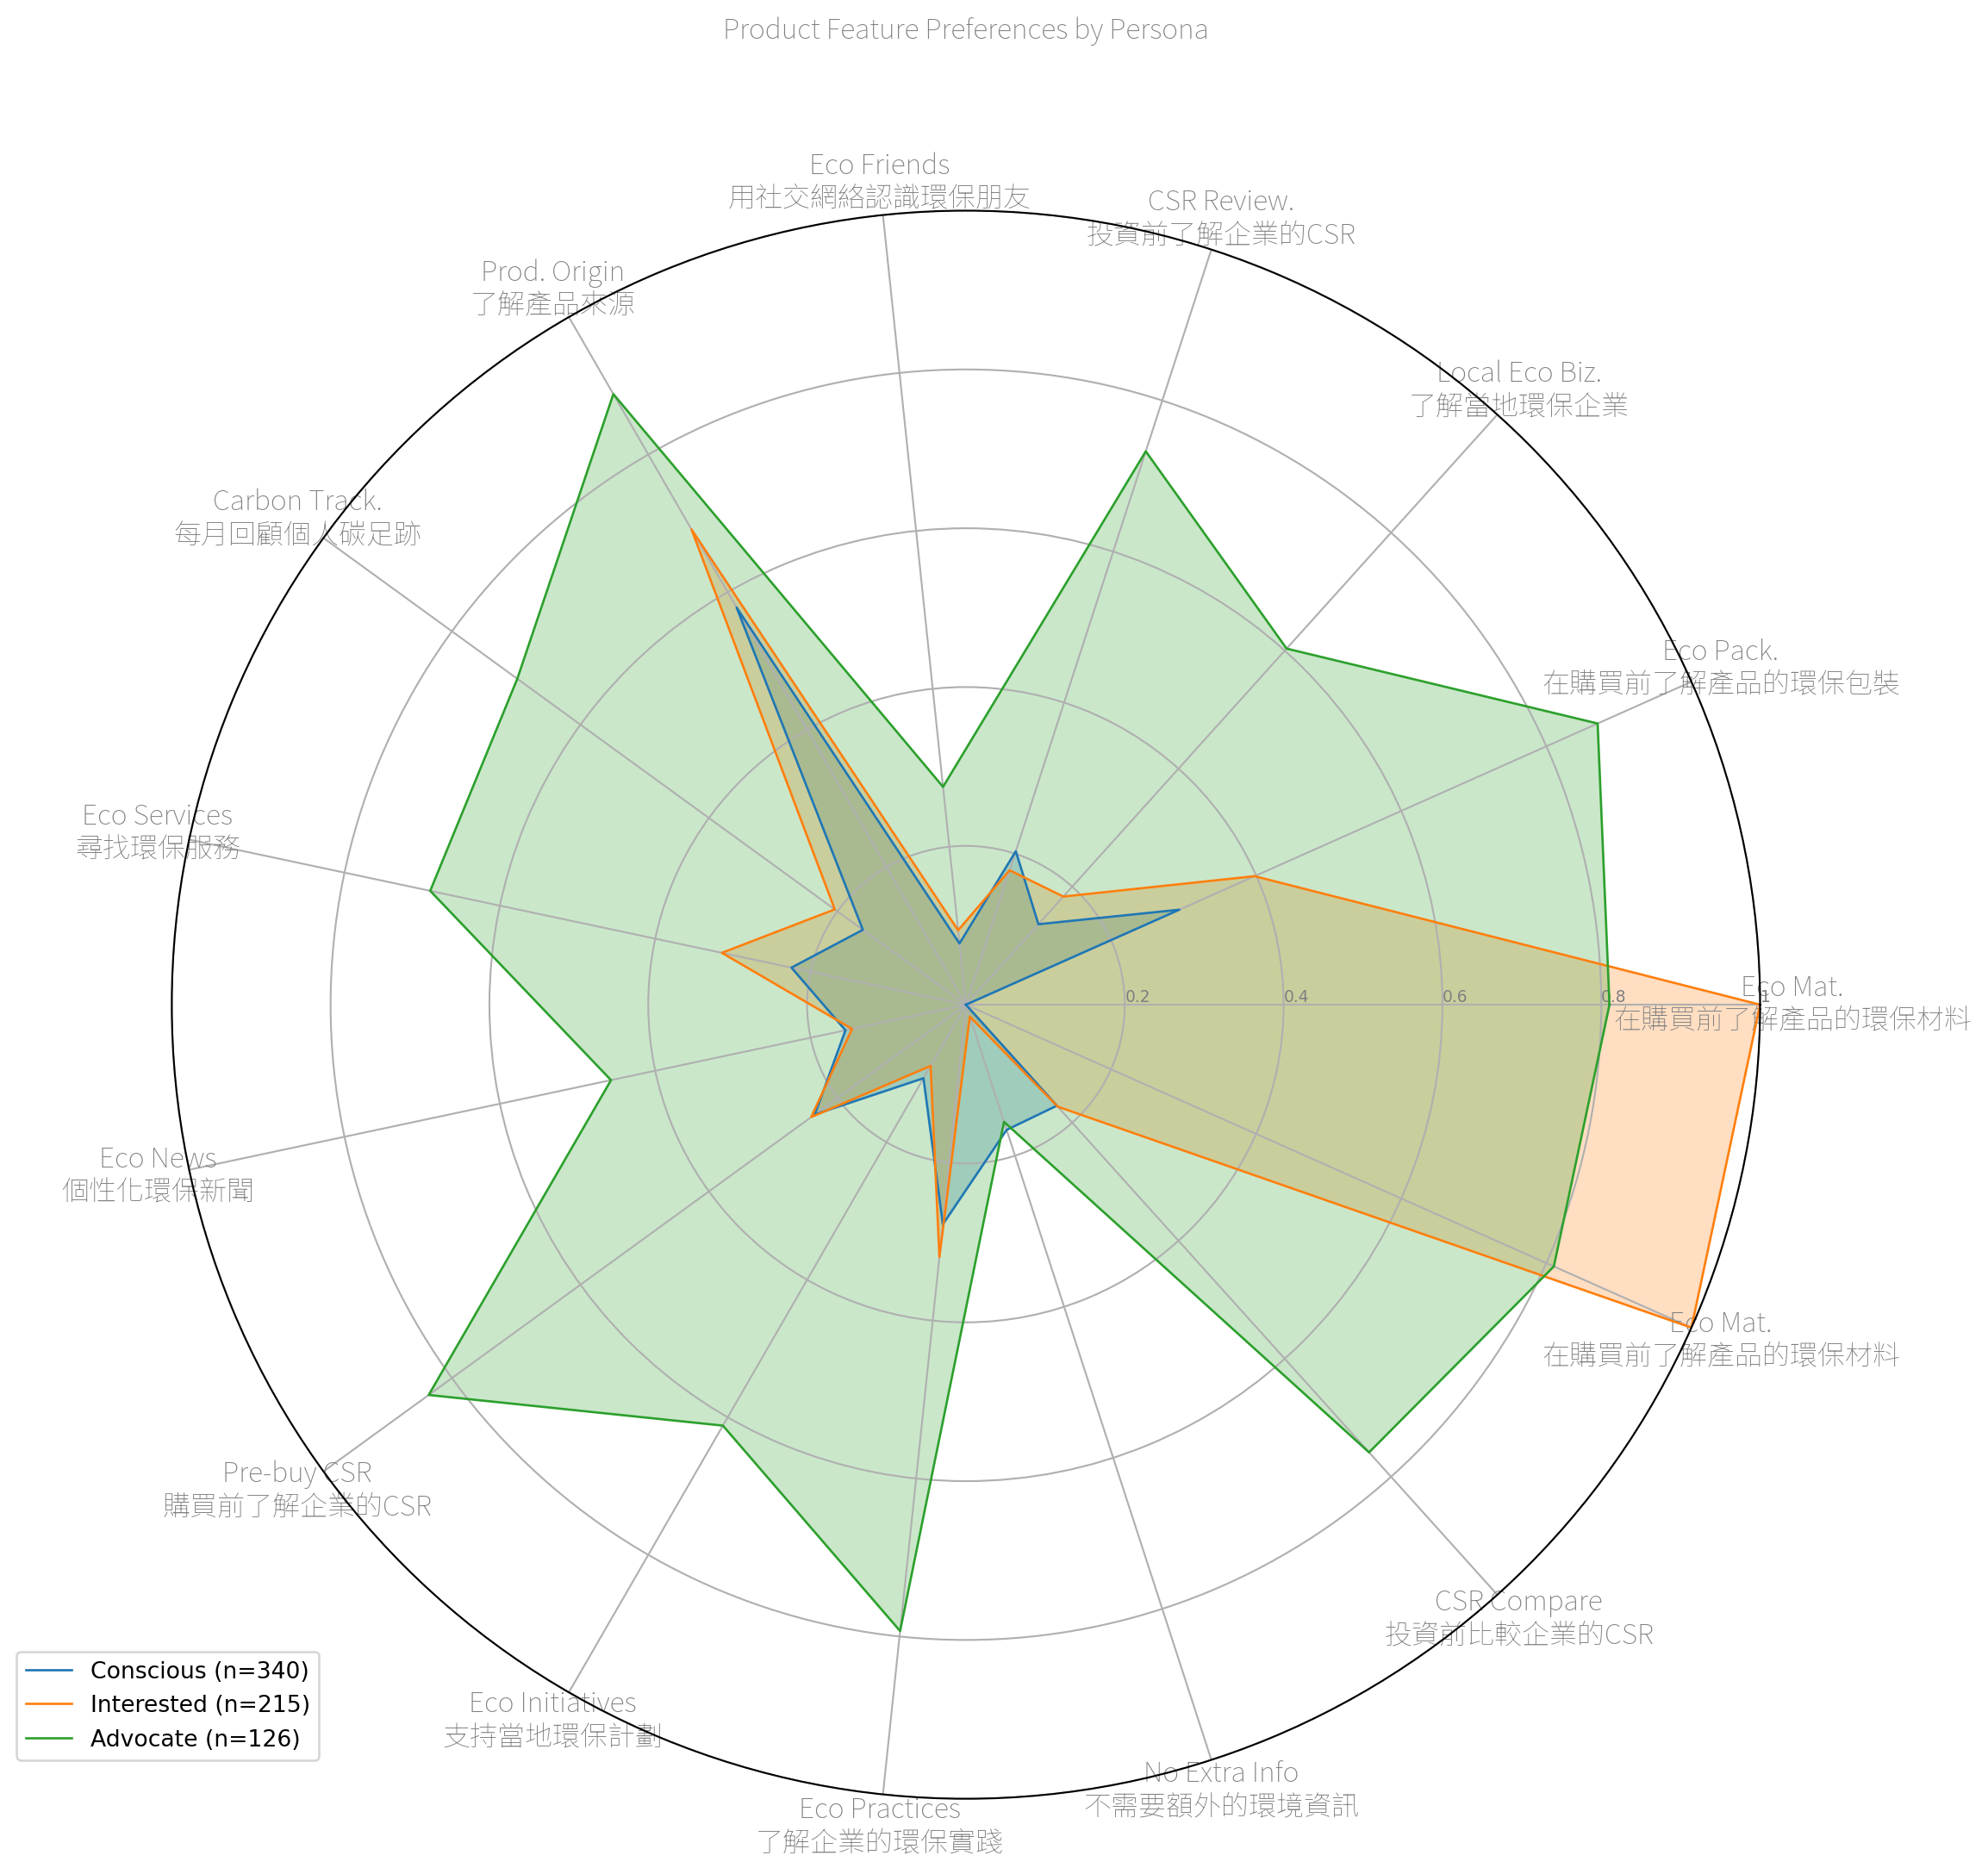 Product Feature Preferences by Persona
Eco Friends
用社交網絡認識環保朋友
CSR Review.
投資前了解企業的CSR
Prod. Origin
了解產品來源
Local Eco Biz.
了解當地環保企業
Carbon Track.
每月回顧個人碳足跡
Eco Pack.
在購買前了解產品的環保包裝
Eco Services
尋找環保服務
0.2
0.4
0.6
0.8
1
Eco Mat.
在購買前了解產品的環保材料
Eco News
個性化環保新聞
Eco Mat.
在購買前了解產品的環保材料
Pre-buy CSR
購買前了解企業的CSR
CSR Compare
投資前比較企業的CSR
Eco Initiatives
支持當地環保計劃
No Extra Info
不需要額外的環境資訊
Eco Practices
了解企業的環保實踐
Conscious (n=340)
Interested (n=215)
Advocate (n=126)